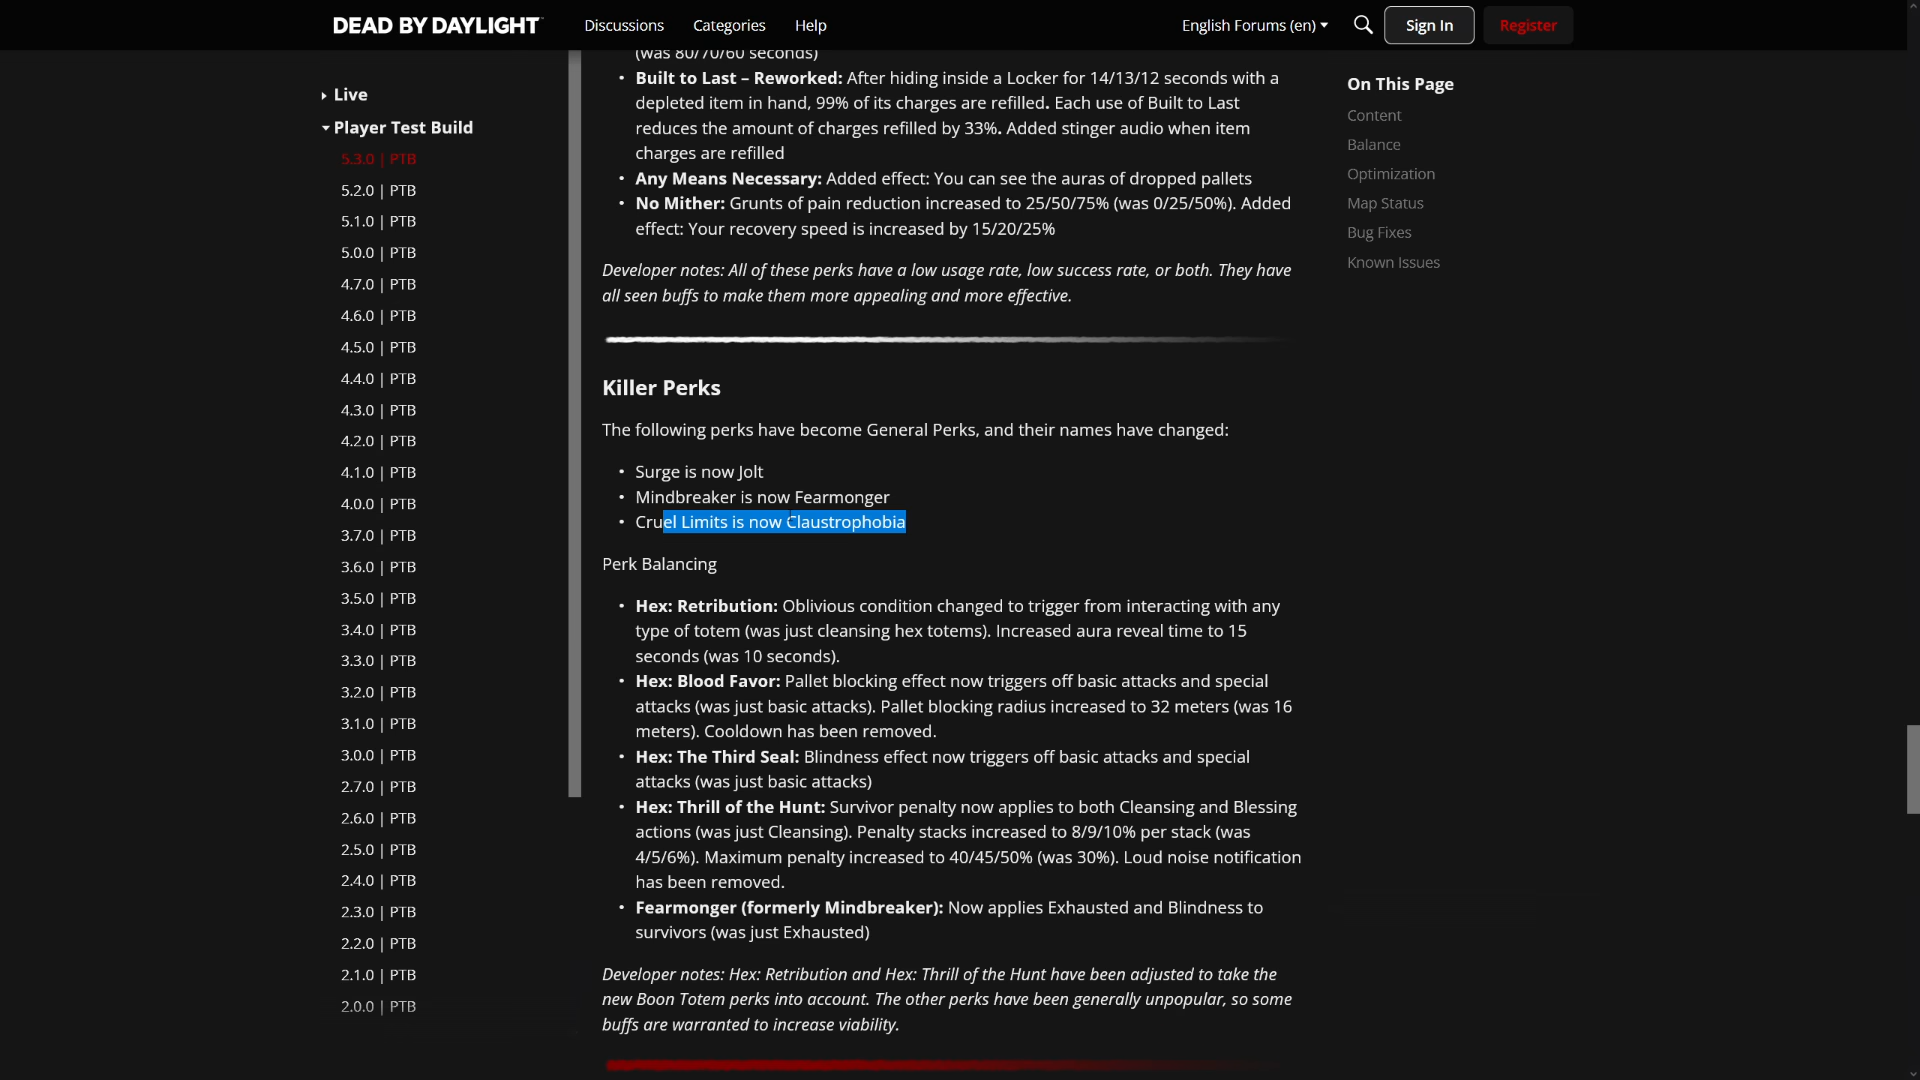 DEAD BY DAYLIGHT
Discussions
Categories
Help
English Forums (en)
Sign In
Register
Live
Player Test Build
5.3.0 | PTB
5.2.0 | PTB
5.1.0 | PTB
5.0.0 | PTB
4.7.0 | PTB
4.6.0 | PTB
4.5.0 | PTB
4.4.0 | PTB
4.3.0 | PTB
4.2.0 | PTB
4.1.0 | PTB
4.0.0 | PTB
3.7.0 | PTB
3.6.0 | PTB
3.5.0 | PTB
3.4.0 | PTB
3.3.0 | PTB
3.2.0 | PTB
3.1.0 | PTB
3.0.0 | PTB
2.7.0 | PTB
2.6.0 | PTB
2.5.0 | PTB
2.4.0 | PTB
2.3.0 | PTB
2.2.0 | PTB
2.1.0 | PTB
2.0.0 | PTB
(was 80/70/60 seconds)
• Built to Last – Reworked: After hiding inside a Locker for 14/13/12 seconds with a
depleted item in hand, 99% of its charges are refilled. Each use of Built to Last
reduces the amount of charges refilled by 33%. Added stinger audio when item
charges are refilled
• Any Means Necessary: Added effect: You can see the auras of dropped pallets
• No Mither: Grunts of pain reduction increased to 25/50/75% (was 0/25/50%). Added
effect: Your recovery speed is increased by 15/20/25%
Developer notes: All of these perks have a low usage rate, low success rate, or both. They have
all seen buffs to make them more appealing and more effective.
Killer Perks
The following perks have become General Perks, and their names have changed:
• Surge is now Jolt
• Mindbreaker is now Fearmonger
• Cruel Limits is now Claustrophobia
Perk Balancing
• Hex: Retribution: Oblivious condition changed to trigger from interacting with any
type of totem (was just cleansing hex totems). Increased aura reveal time to 15
seconds (was 10 seconds).
• Hex: Blood Favor: Pallet blocking effect now triggers off basic attacks and special
attacks (was just basic attacks). Pallet blocking radius increased to 32 meters (was 16
meters). Cooldown has been removed.
• Hex: The Third Seal: Blindness effect now triggers off basic attacks and special
attacks (was just basic attacks)
• Hex: Thrill of the Hunt: Survivor penalty now applies to both Cleansing and Blessing
actions (was just Cleansing). Penalty stacks increased to 8/9/10% per stack (was
4/5/6%). Maximum penalty increased to 40/45/50% (was 30%). Loud noise notification
has been removed.
• Fearmonger (formerly Mindbreaker): Now applies Exhausted and Blindness to
survivors (was just Exhausted)
Developer notes: Hex: Retribution and Hex: Thrill of the Hunt have been adjusted to take the
new Boon Totem perks into account. The other perks have been generally unpopular, so some
buffs are warranted to increase viability.
On This Page
Content
Balance
Optimization
Map Status
Bug Fixes
Known Issues